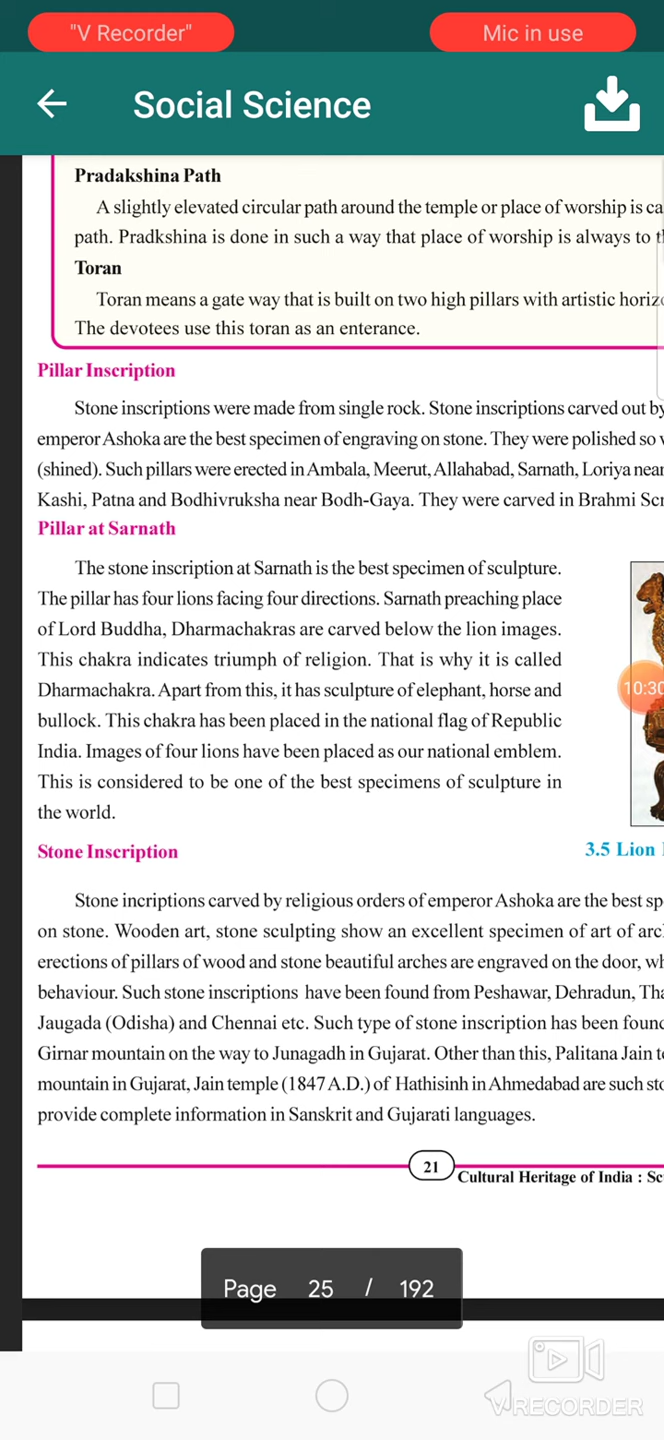 "V Recorder"
Mic in use
Social Science
Pradakshina Path
A slightly elevated circular path around the temple or place of worship is ca
path. Pradkshina is done in such a way that place of worship is always to
Toran
Toran means a gate way that is built on two high pillars with artistic
The devotees use this toran as an enterance.
Pillar Inscription
Stone inscriptions were made from single rock. Stone inscriptions carved out by
emperor Ashoka are the best specimen of engraving on stone. They were polished so
(shined). Such pillars were erected in Ambala, Meerut, Allahabad, Sarnath, Loriya near
Kashi, Patna and Bodhivruksha near Bodh-Gaya. They were carved in Brahmi Scr
Pillar at Sarnath
The stone inscription at Sarnath is the best specimen of sculpture.
The pillar has four lions facing four directions. Sarnath preaching place
of Lord Buddha, Dharmachakras are carved below the lion images.
This chakra indicates triumph of religion. That is why it is called
Dharmachakra. Apart from this, it has sculpture of elephant, horse and
10:30
bullock. This chakra has been placed in the national flag of Republic
India. Images of four lions have been placed as our national emblem.
This is considered to be one of the best specimens of sculpture in
the world.
3.5 Lion
Stone Inscription
Stone incriptions carved by religious orders of emperor Ashoka are the best sp
on stone. Wooden art, stone sculpting show an excellent specimen of art of arc
erections of pillars of wood and stone beautiful arches are engraved on the door, wh
behaviour. Such stone inscriptions have been found from Peshawar, Dehradun, Tha
Jaugada (Odisha) and Chennai etc. Such type of stone inscription has been found
Girnar mountain on the way to Junagadh in Gujarat. Other than this, Palitana Jain te
mountain in Gujarat, Jain temple (1847 A.D.) of Hathisinh in Ahmedabad are such sto
provide complete information in Sanskrit and Gujarati languages.
21
Cultural Heritage of India : Sc
Page 25 / 192
VRECORDER